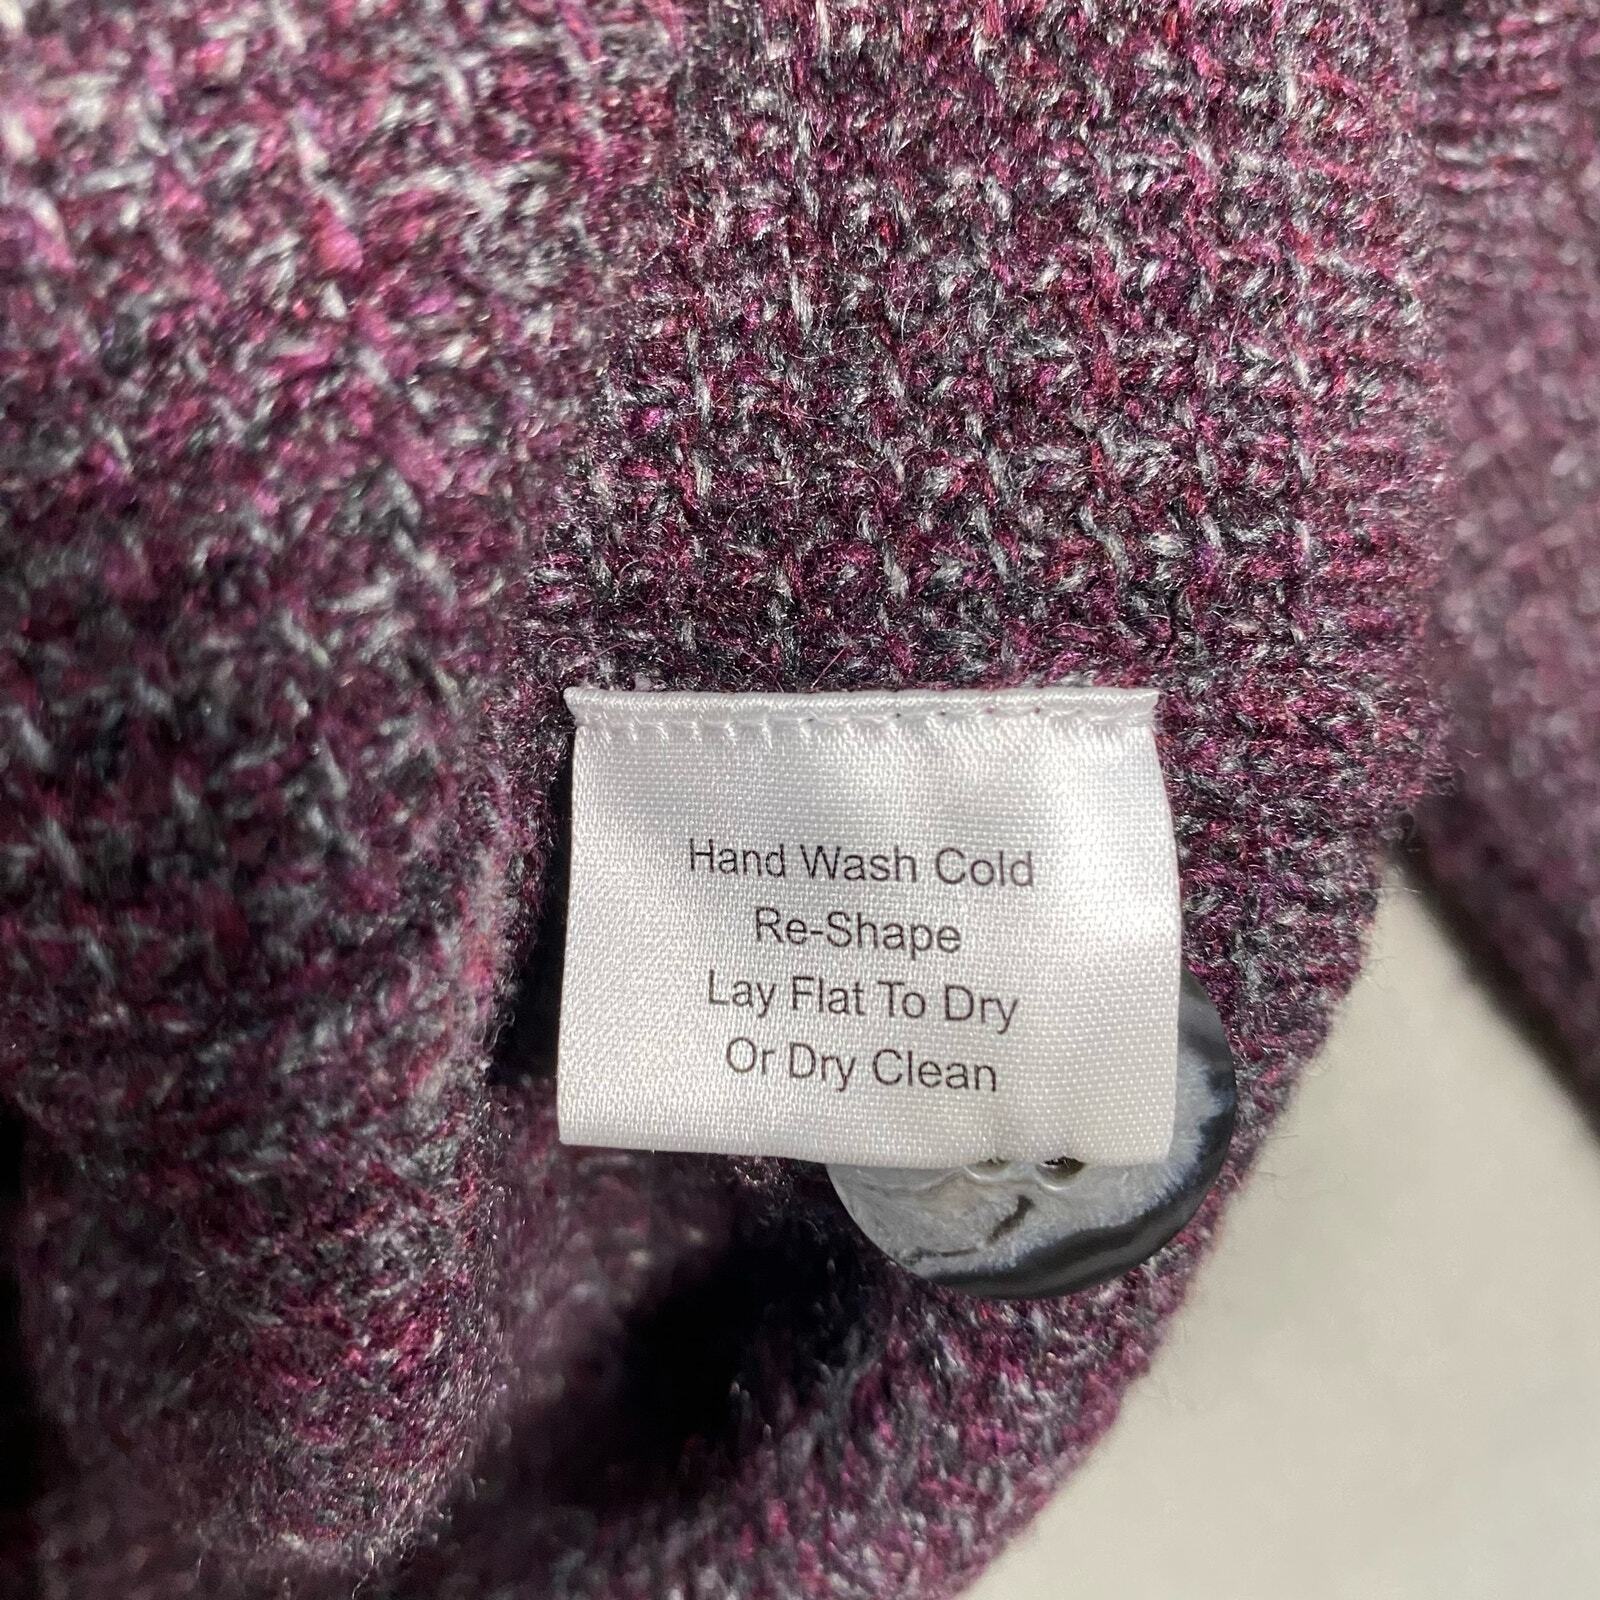 Hand Wash Cold
Re-Shape
Lay Flat To Dry
Or Dry Clean